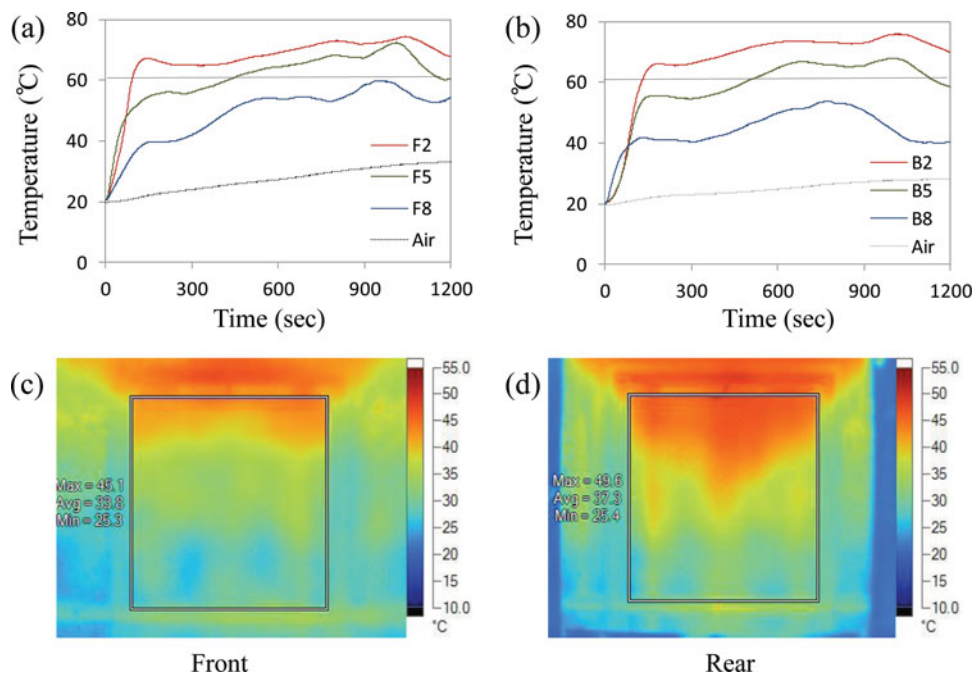 (a)
Temperature (℃)
80
60
40
20
0
F2
F5
F8
Air
0
300
600
900
1200
Time (sec)
(b)
Temperature (℃)
80
60
40
20
0
B2
B5
B8
Air
0
300
600
900
1200
Time (sec)
(c)
Max = 45.1
Avg = 33.8
Min = 25.3
55.0
50
45
40
35
30
25
20
15
10.0
°C
Front
(d)
Max = 49.6
Avg = 37.3
Min = 25.4
55.0
50
45
40
35
30
25
20
15
10.0
°C
Rear